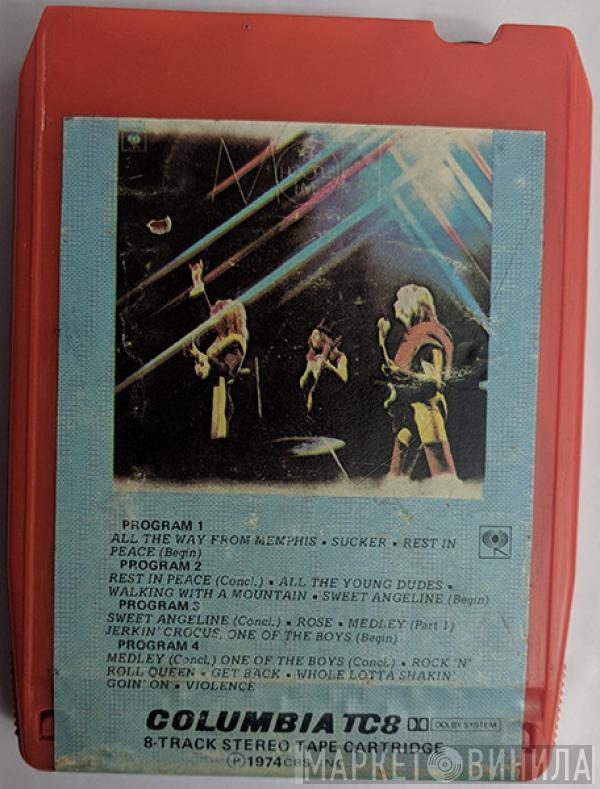 MOTT
PROGRAM 1
ALL THE WAY FROM MEMPHIS • SUCKER • REST IN
PEACE (Begin)
PROGRAM 2
REST IN PEACE (Concl.) • ALL THE YOUNG DUDES •
WALKING WITH A MOUNTAIN • SWEET ANGELINE (Begin)
PROGRAM 3
SWEET ANGELINE (Concl.) • ROSE • MEDLEY (Part 1)
JERKIN' CROCUS, ONE OF THE BOYS (Begin)
PROGRAM 4
MEDLEY (Concl.) ONE OF THE BOYS (Concl.) • ROCK 'N'
ROLL QUEEN • GET BACK • WHOLE LOTTA SHAKIN'
GOIN' ON • VIOLENCE
COLUMBIA TC8 DOLBY SYSTEM
8-TRACK STEREO TAPE CARTRIDGE
℗ 1974 CBS, INC.
МАРКЕТ ВИНИЛА